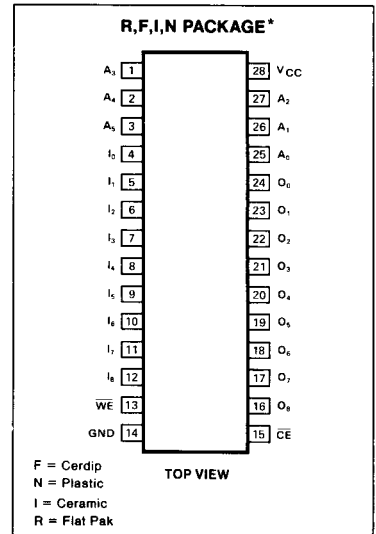 R,F,I,N PACKAGE*
A₃ 1 28 VCC
A₄ 2 27 A₂
A₅ 3 26 A₁
I₀ 4 25 A₀
I₁ 5 24 O₀
I₂ 6 23 O₁
I₃ 7 22 O₂
I₄ 8 21 O₃
I₅ 9 20 O₄
I₆ 10 19 O₅
I₇ 11 18 O₆
I₈ 12 17 O₇
W̅E̅ 13 16 O₈
GND 14 15 C̅E̅
TOP VIEW
F = Cerdip
N = Plastic
I = Ceramic
R = Flat Pak